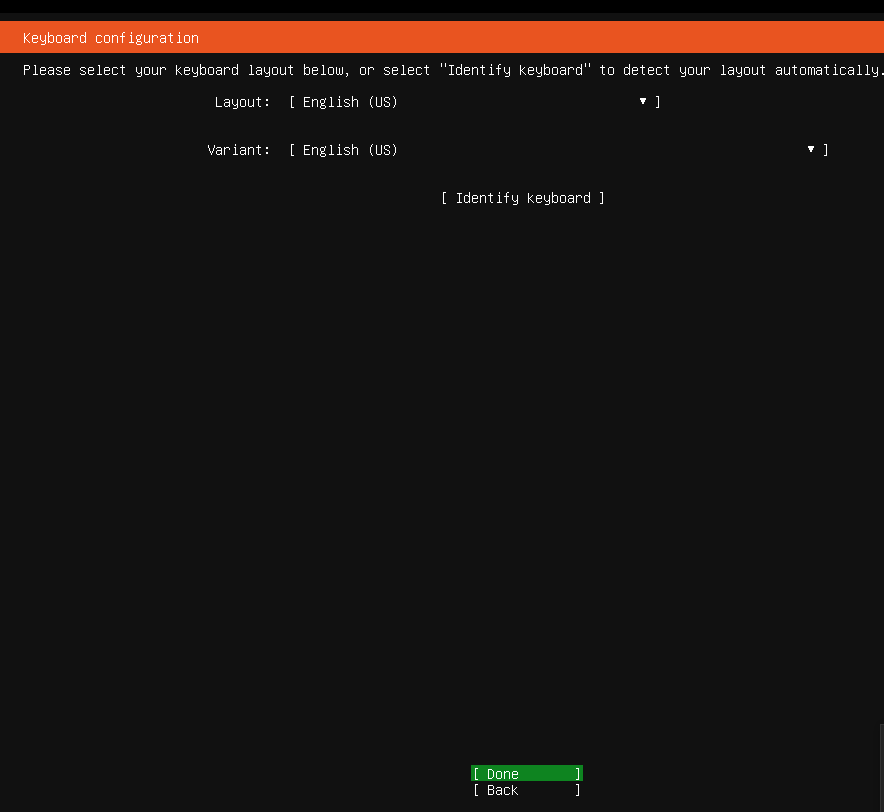 Keyboard configuration
Please select your keyboard layout below, or select "Identify keyboard" to detect your layout automatically.
Layout: [ English (US) ▼ ]
Variant: [ English (US) ▼ ]
[ Identify keyboard ]
[ Done ]
[ Back ]